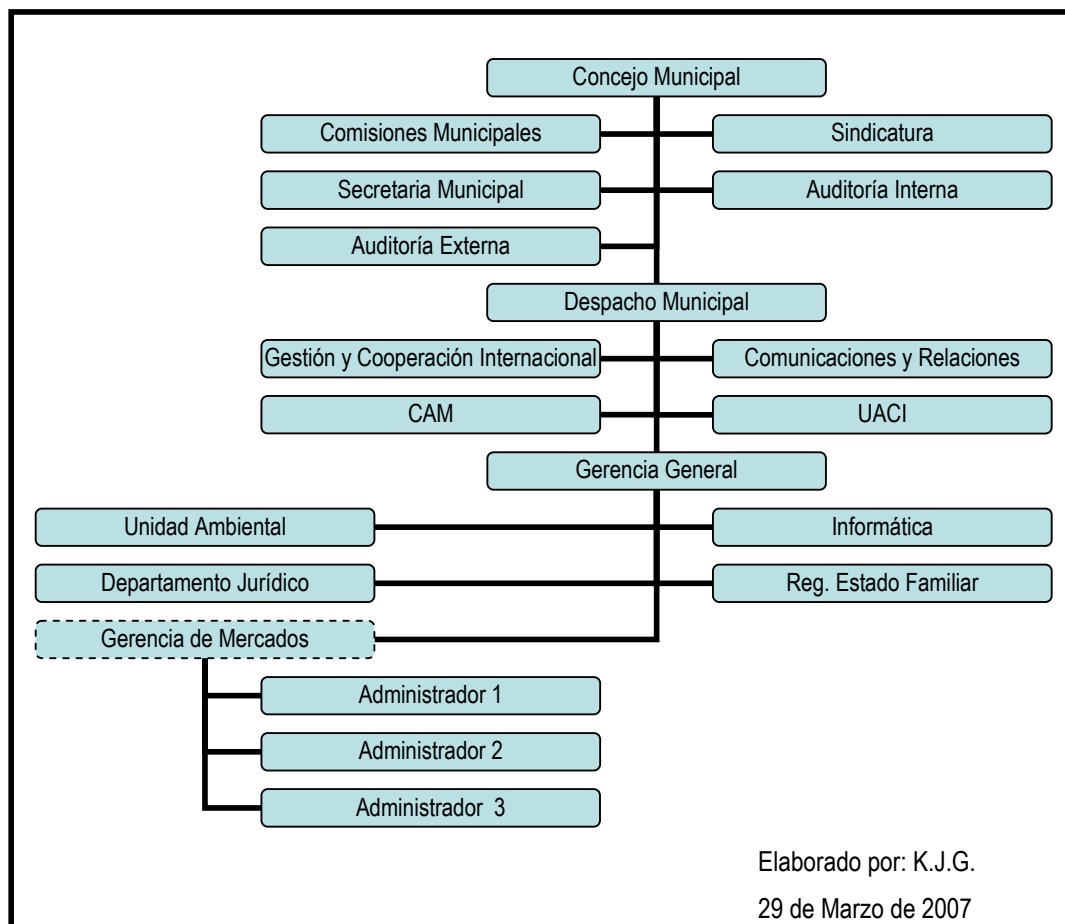 Concejo Municipal
Comisiones Municipales
Sindicatura
Secretaria Municipal
Auditoría Interna
Auditoría Externa
Despacho Municipal
Gestión y Cooperación Internacional
Comunicaciones y Relaciones
CAM
UACI
Gerencia General
Unidad Ambiental
Informática
Departamento Jurídico
Reg. Estado Familiar
Gerencia de Mercados
Administrador 1
Administrador 2
Administrador 3
Elaborado por: K.J.G.
29 de Marzo de 2007